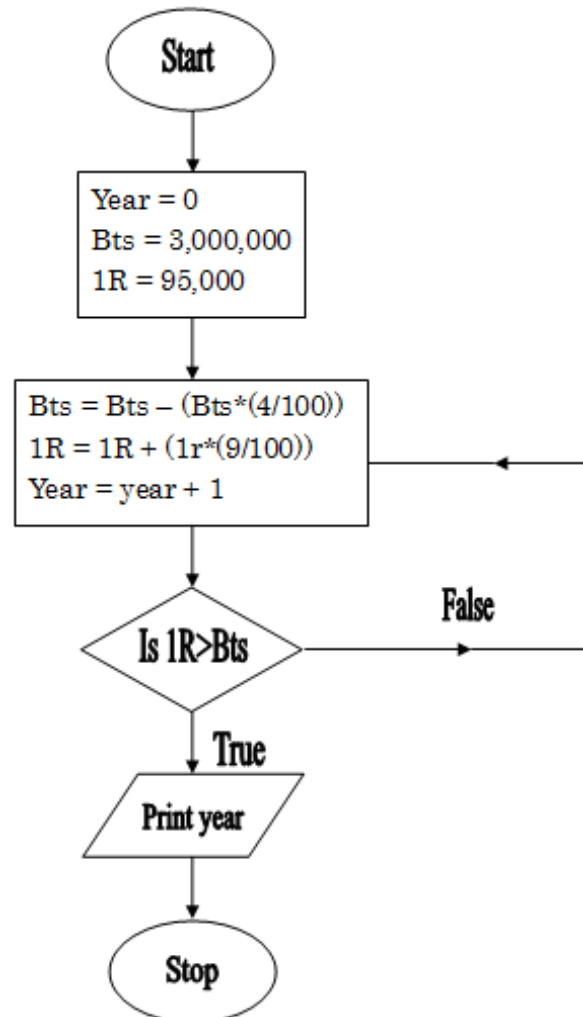 Start
Year = 0
Bts = 3,000,000
1R = 95,000
Bts = Bts – (Bts*(4/100))
1R = 1R + (1r*(9/100))
Year = year + 1
Is 1R>Bts
False
True
Print year
Stop